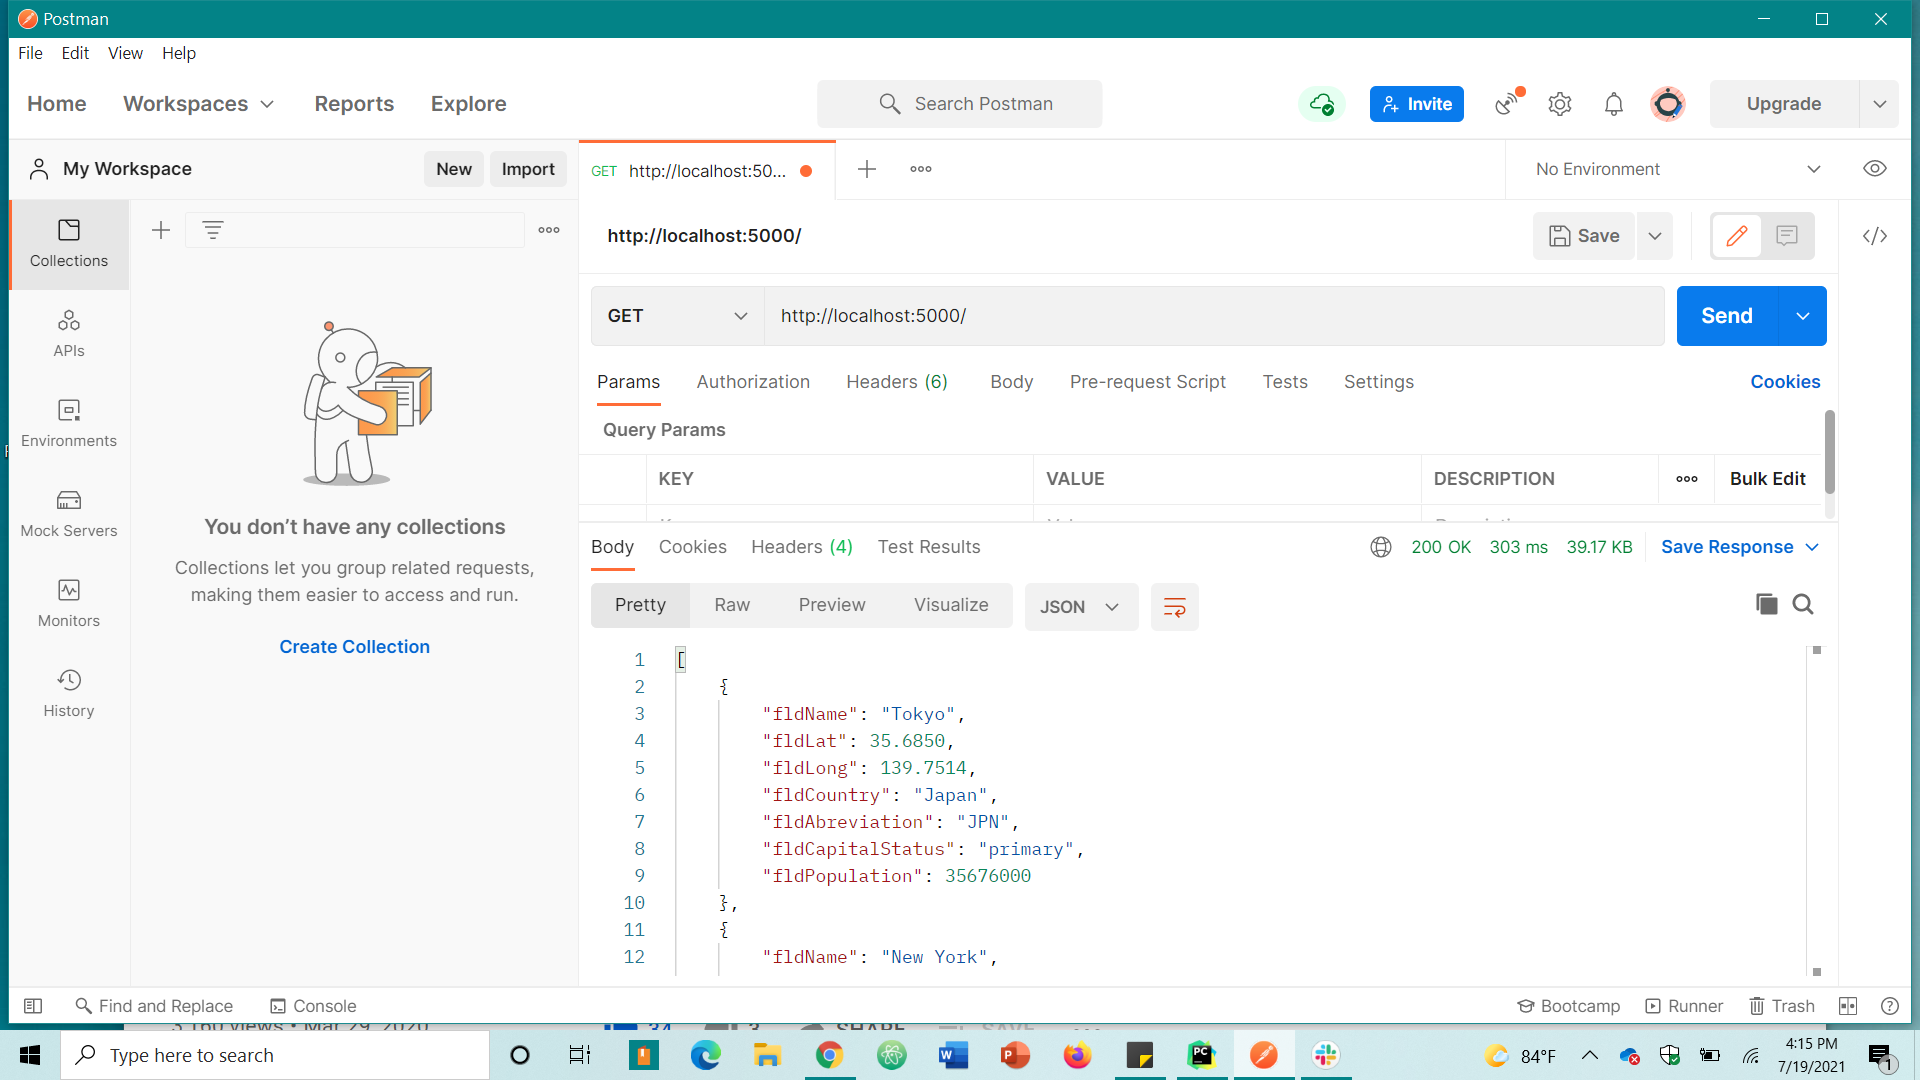 Postman
File Edit View Help
Home Workspaces Reports Explore Search Postman Invite Upgrade
My Workspace New Import GET http://localhost:50... No Environment
Collections
http://localhost:5000/ Save
GET http://localhost:5000/ Send
APIs
Params Authorization Headers (6) Body Pre-request Script Tests Settings Cookies
Query Params
Environments
KEY VALUE DESCRIPTION Bulk Edit
Mock Servers
You don't have any collections
Collections let you group related requests,
making them easier to access and run.
Create Collection
Monitors
History
Body Cookies Headers (4) Test Results 200 OK 303 ms 39.17 KB Save Response
Pretty Raw Preview Visualize JSON
1 [
2 {
3 "fldName": "Tokyo",
4 "fldLat": 35.6850,
5 "fldLong": 139.7514,
6 "fldCountry": "Japan",
7 "fldAbreviation": "JPN",
8 "fldCapitalStatus": "primary",
9 "fldPopulation": 35676000
10 },
11 {
12 "fldName": "New York",
Find and Replace Console Bootcamp Runner Trash
Type here to search 84°F 4:15 PM
7/19/2021 1